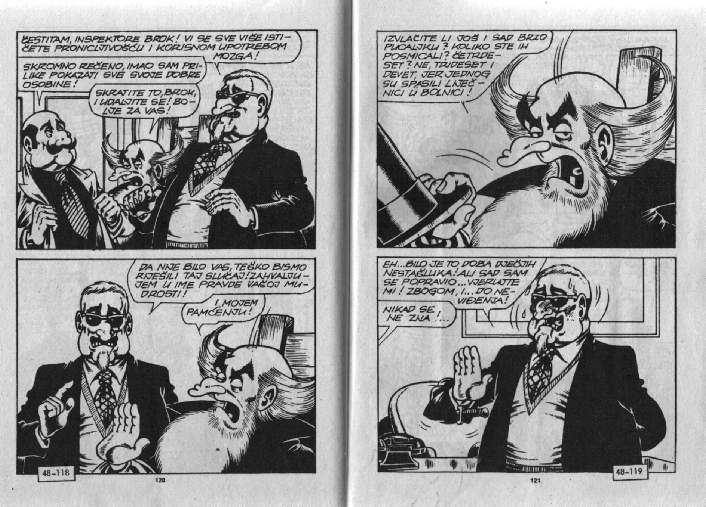 ČESTITAM, INSPEKTORE BROK! VI SE SVE VIŠE ISTI-
ČETE PRONICLJIVOŠĆU I KORISNOM UPOTREBOM
MOZGA!
SKROMNO REČENO, IMAO SAM PRI-
LIKE POKAZATI SVE SVOJE DOBRE
OSOBINE!
SKRATITE TO, BROK,
I UDALJITE SE! BO-
LJE ZA VAS!
DA NIJE BILO VAS, TEŠKO BISMO
RIJEŠILI TAJ SLUČAJ! ZAHVALJU-
JEM U IME PRAVDE VAŠOJ MU-
DROSTI!
I MOJEM
PAMĆENJU!
48-118
120
IZVLAČITE LI JOŠ I SAD BRZO
PUCALJKU? KOLIKO STE IH
POSMICALI? ČETRDE-
SET? NE, TRIDESET I
DEVET, JER JEDNOG
SU SPASILI LIJEČ-
NICI U BOLNICI!
EH... BILO JE TO DOBA DJEČJIH
NESTAŠLUKA! ALI SAD SAM
SE POPRAVIO... VJERUJTE
MI! ZBOGOM, I... DO NE-
VIĐENJA!
NIKAD SE
NE ZNA!...
48-119
121